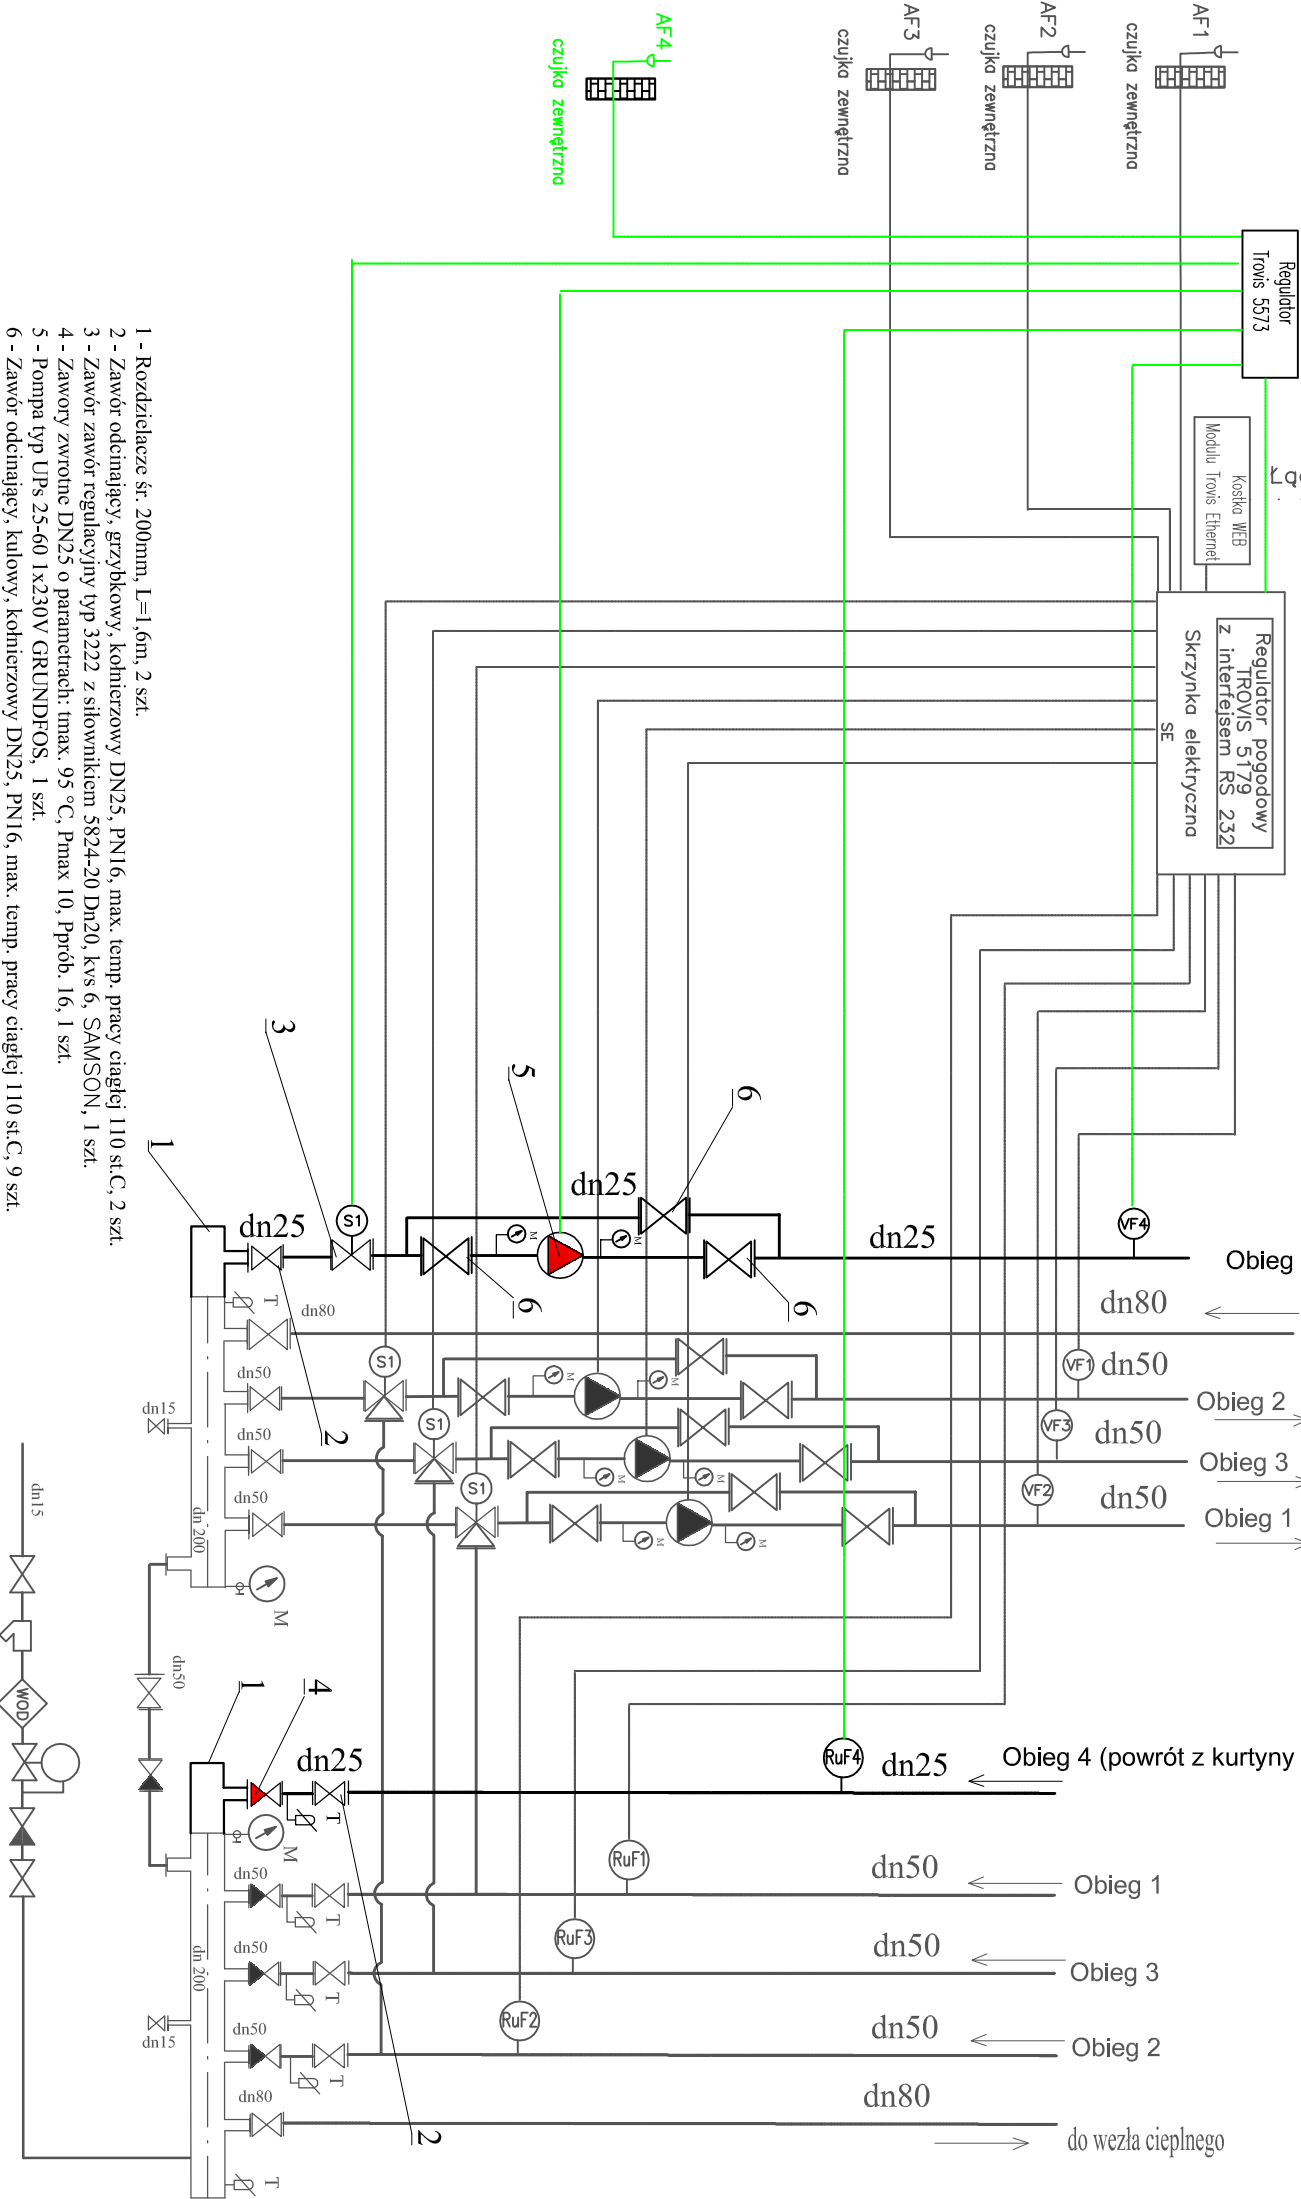 AF4
czujka zewnętrzna
AF3
czujka zewnętrzna
AF2
czujka zewnętrzna
AF1
czujka zewnętrzna
Regulator
Trovis 5573
Kostka WEB
Modułu Trovis Ethernet
Regulator pogodowy
TROVIS 5179
z interfejsem RS 232
Skrzynka elektryczna
SE
1 - Rozdzielacze śr. 200mm, L=1,6m, 2 szt.
2 - Zawór odcinający, grzybkowy, kołnierzowy DN25, PN16, max. temp. pracy ciągłej 110 st.C, 2 szt.
3 - Zawór zawór regulacyjny typ 3222 z siłownikiem 5824-20 Dn20, kvs 6, SAMSON, 1 szt.
4 - Zawory zwrotne DN25 o parametrach: tmax. 95 °C, Pmax 10, Pprób. 16, 1 szt.
5 - Pompa typ UPs 25-60 1x230V GRUNDFOS, 1 szt.
6 - Zawór odcinający, kulowy, kołnierzowy DN25, PN16, max. temp. pracy ciągłej 110 st.C, 9 szt.
3
5
6
1
dn25
dn25
S1
M
M
6
6
dn25
VF4
Obieg
T
dn80
dn80
dn50
S1
M
M
VF1
dn50
Obieg 2
dn15
2
dn50
S1
M
M
VF3
dn50
Obieg 3
dn50
S1
M
M
VF2
dn50
Obieg 1
dn 200
M
dn15
dn50
WOD
1
4
dn25
T
RuF4
dn25
Obieg 4 (powrót z kurtyny
M
dn50
T
RuF1
dn50
Obieg 1
dn50
T
RuF3
dn50
Obieg 3
dn 200
dn15
dn50
T
RuF2
dn50
Obieg 2
dn80
2
dn80
do wezła cieplnego
T